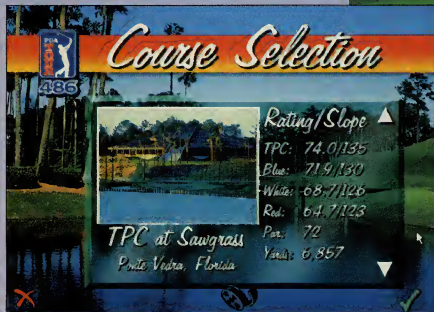 Course Selection
PGA
TOUR
486
Rating/Slope
TPC: 74.0/135
Blue: 71.9/130
White: 68.7/126
Red: 64.7/123
Par: 72
Yards: 6,857
TPC at Sawgrass
Ponte Vedra, Florida